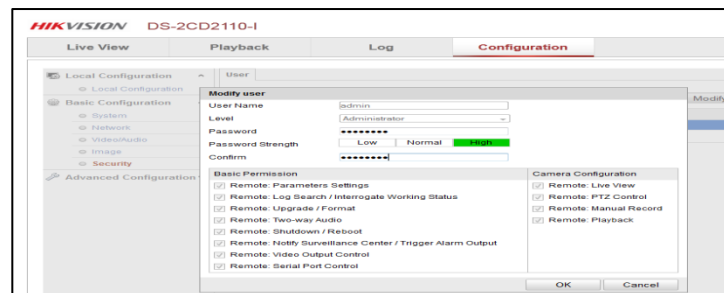 HIKVISION DS-2CD2110-I
Live View Playback Log Configuration
Local Configuration
Local Configuration
Basic Configuration
System
Network
Video/Audio
Image
Security
Advanced Configuration
User
Modify
Modify user
User Name admin
Level Administrator
Password ••••••••
Password Strength Low Normal High
Confirm ••••••••
Basic Permission
Remote: Parameters Settings
Remote: Log Search / Interrogate Working Status
Remote: Upgrade / Format
Remote: Two-way Audio
Remote: Shutdown / Reboot
Remote: Notify Surveillance Center / Trigger Alarm Output
Remote: Video Output Control
Remote: Serial Port Control
Camera Configuration
Remote: Live View
Remote: PTZ Control
Remote: Manual Record
Remote: Playback
OK Cancel